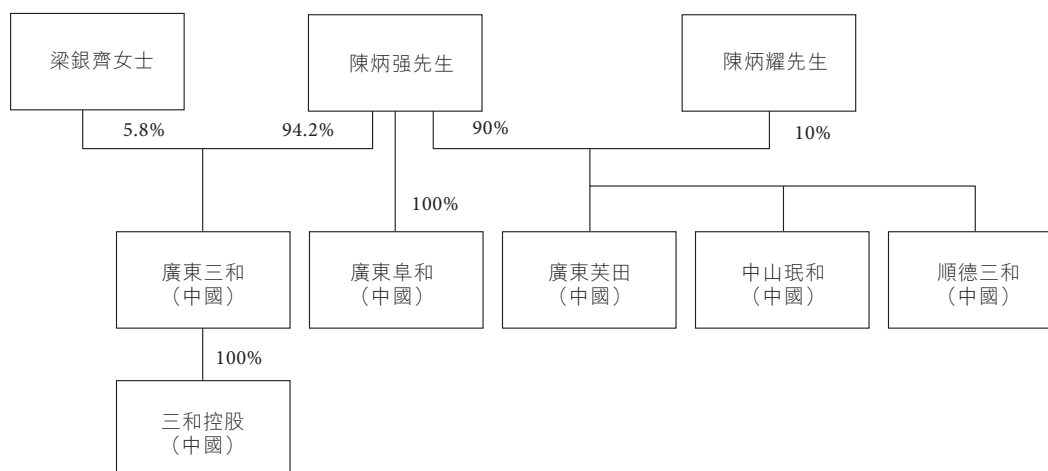 梁銀齊女士
陳炳强先生
陳炳耀先生
5.8%
94.2%
90%
10%
100%
廣東三和
（中國）
廣東阜和
（中國）
廣東芙田
（中國）
中山珉和
（中國）
順德三和
（中國）
100%
三和控股
（中國）